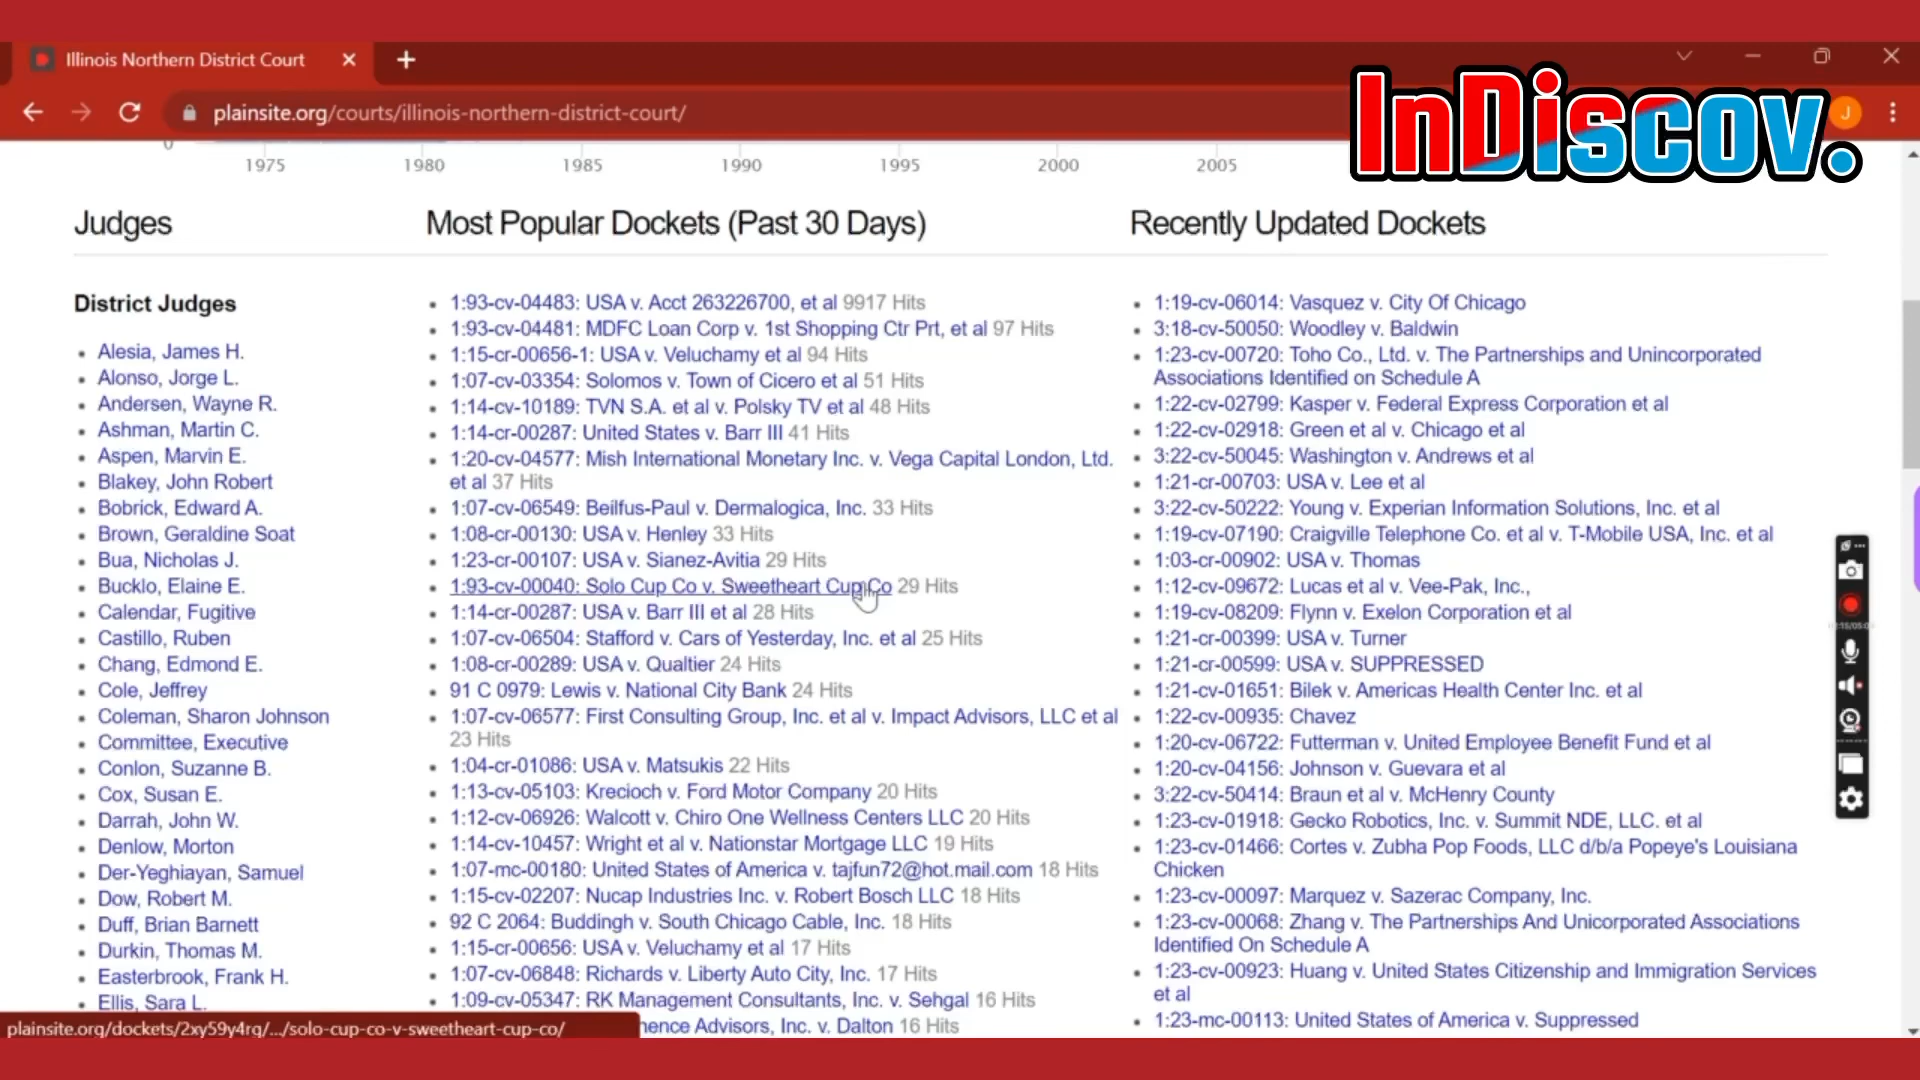 Illinois Northern District Court
plainsite.org/courts/illinois-northern-district-court/
InDiscov.
J
0
1975 1980 1985 1990 1995 2000 2005
Judges
District Judges
Alesia, James H.
Alonso, Jorge L.
Andersen, Wayne R.
Ashman, Martin C.
Aspen, Marvin E.
Blakey, John Robert
Bobrick, Edward A.
Brown, Geraldine Soat
Bua, Nicholas J.
Bucklo, Elaine E.
Calendar, Fugitive
Castillo, Ruben
Chang, Edmond E.
Cole, Jeffrey
Coleman, Sharon Johnson
Committee, Executive
Conlon, Suzanne B.
Cox, Susan E.
Darrah, John W.
Denlow, Morton
Der-Yeghiayan, Samuel
Dow, Robert M.
Duff, Brian Barnett
Durkin, Thomas M.
Easterbrook, Frank H.
Ellis, Sara L.
Most Popular Dockets (Past 30 Days)
1:93-cv-04483: USA v. Acct 263226700, et al 9917 Hits
1:93-cv-04481: MDFC Loan Corp v. 1st Shopping Ctr Prt, et al 97 Hits
1:15-cr-00656-1: USA v. Veluchamy et al 94 Hits
1:07-cv-03354: Solomos v. Town of Cicero et al 51 Hits
1:14-cv-10189: TVN S.A. et al v. Polsky TV et al 48 Hits
1:14-cr-00287: United States v. Barr III 41 Hits
1:20-cv-04577: Mish International Monetary Inc. v. Vega Capital London, Ltd.
et al 37 Hits
1:07-cv-06549: Beilfus-Paul v. Dermalogica, Inc. 33 Hits
1:08-cr-00130: USA v. Henley 33 Hits
1:23-cr-00107: USA v. Sianez-Avitia 29 Hits
1:93-cv-00040: Solo Cup Co v. Sweetheart Cup Co 29 Hits
1:14-cr-00287: USA v. Barr III et al 28 Hits
1:07-cv-06504: Stafford v. Cars of Yesterday, Inc. et al 25 Hits
1:08-cr-00289: USA v. Qualtier 24 Hits
91 C 0979: Lewis v. National City Bank 24 Hits
1:07-cv-06577: First Consulting Group, Inc. et al v. Impact Advisors, LLC et al
23 Hits
1:04-cr-01086: USA v. Matsukis 22 Hits
1:13-cv-05103: Krecioch v. Ford Motor Company 20 Hits
1:12-cv-06926: Walcott v. Chiro One Wellness Centers LLC 20 Hits
1:14-cv-10457: Wright et al v. Nationstar Mortgage LLC 19 Hits
1:07-mc-00180: United States of America v. tajfun72@hot.mail.com 18 Hits
1:15-cv-02207: Nucap Industries Inc. v. Robert Bosch LLC 18 Hits
92 C 2064: Buddingh v. South Chicago Cable, Inc. 18 Hits
1:15-cr-00656: USA v. Veluchamy et al 17 Hits
1:07-cv-06848: Richards v. Liberty Auto City, Inc. 17 Hits
1:09-cv-05347: RK Management Consultants, Inc. v. Sehgal 16 Hits
Advisors, Inc. v. Dalton 16 Hits
Recently Updated Dockets
1:19-cv-06014: Vasquez v. City Of Chicago
3:18-cv-50050: Woodley v. Baldwin
1:23-cv-00720: Toho Co., Ltd. v. The Partnerships and Unincorporated
Associations Identified on Schedule A
1:22-cv-02799: Kasper v. Federal Express Corporation et al
1:22-cv-02918: Green et al v. Chicago et al
3:22-cv-50045: Washington v. Andrews et al
1:21-cr-00703: USA v. Lee et al
3:22-cv-50222: Young v. Experian Information Solutions, Inc. et al
1:19-cv-07190: Craigville Telephone Co. et al v. T-Mobile USA, Inc. et al
1:03-cr-00902: USA v. Thomas
1:12-cv-09672: Lucas et al v. Vee-Pak, Inc.,
1:19-cv-08209: Flynn v. Exelon Corporation et al
1:21-cr-00399: USA v. Turner
1:21-cr-00599: USA v. SUPPRESSED
1:21-cv-01651: Bilek v. Americas Health Center Inc. et al
1:22-cv-00935: Chavez
1:20-cv-06722: Futterman v. United Employee Benefit Fund et al
1:20-cv-04156: Johnson v. Guevara et al
3:22-cv-50414: Braun et al v. McHenry County
1:23-cv-01918: Gecko Robotics, Inc. v. Summit NDE, LLC. et al
1:23-cv-01466: Cortes v. Zubha Pop Foods, LLC d/b/a Popeye's Louisiana
Chicken
1:23-cv-00097: Marquez v. Sazerac Company, Inc.
1:23-cv-00068: Zhang v. The Partnerships And Unicorporated Associations
Identified On Schedule A
1:23-cv-00923: Huang v. United States Citizenship and Immigration Services
et al
1:23-mc-00113: United States of America v. Suppressed
plainsite.org/dockets/2xy59y4rg/.../solo-cup-co-v-sweetheart-cup-co/